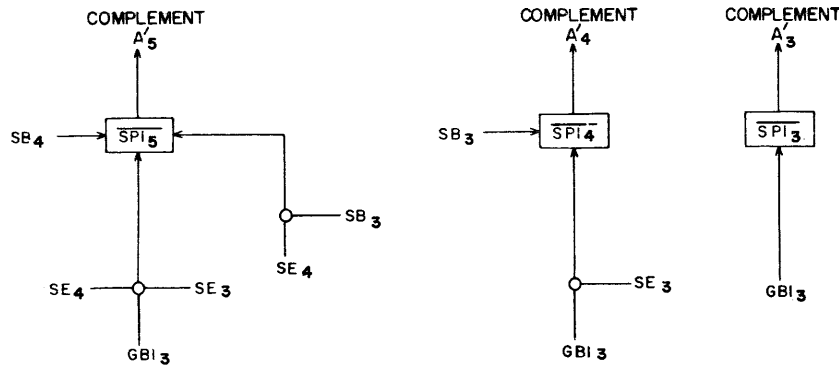 COMPLEMENT
A'5
SB4
SPI5
SB3
SE4
SE4
SE3
GBI3
COMPLEMENT
A'4
SB3
SPI4
SE3
GBI3
COMPLEMENT
A'3
SPI3
GBI3